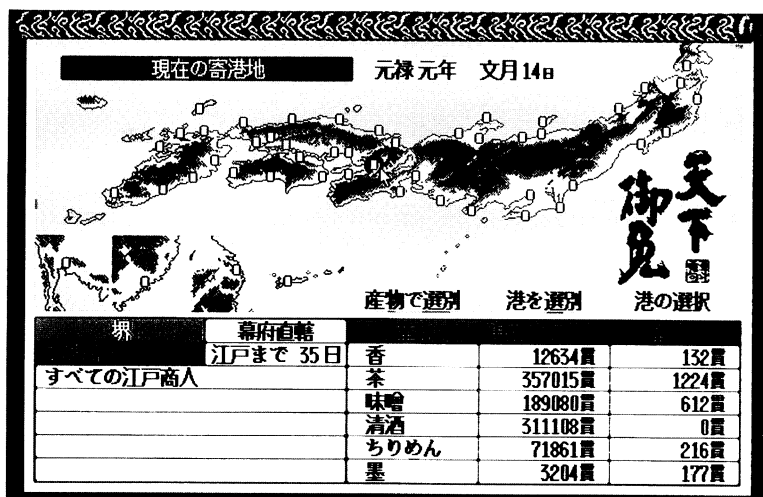 現在の寄港地
元禄元年 文月14日
天下
御免
産物で選別 港を選別 港の選択
堺 幕府直轄
江戸まで 35日
すべての江戸商人
香 12634貫 132貫
茶 357015貫 1224貫
味噌 189080貫 612貫
清酒 311108貫 0貫
ちりめん 71861貫 216貫
墨 3204貫 177貫